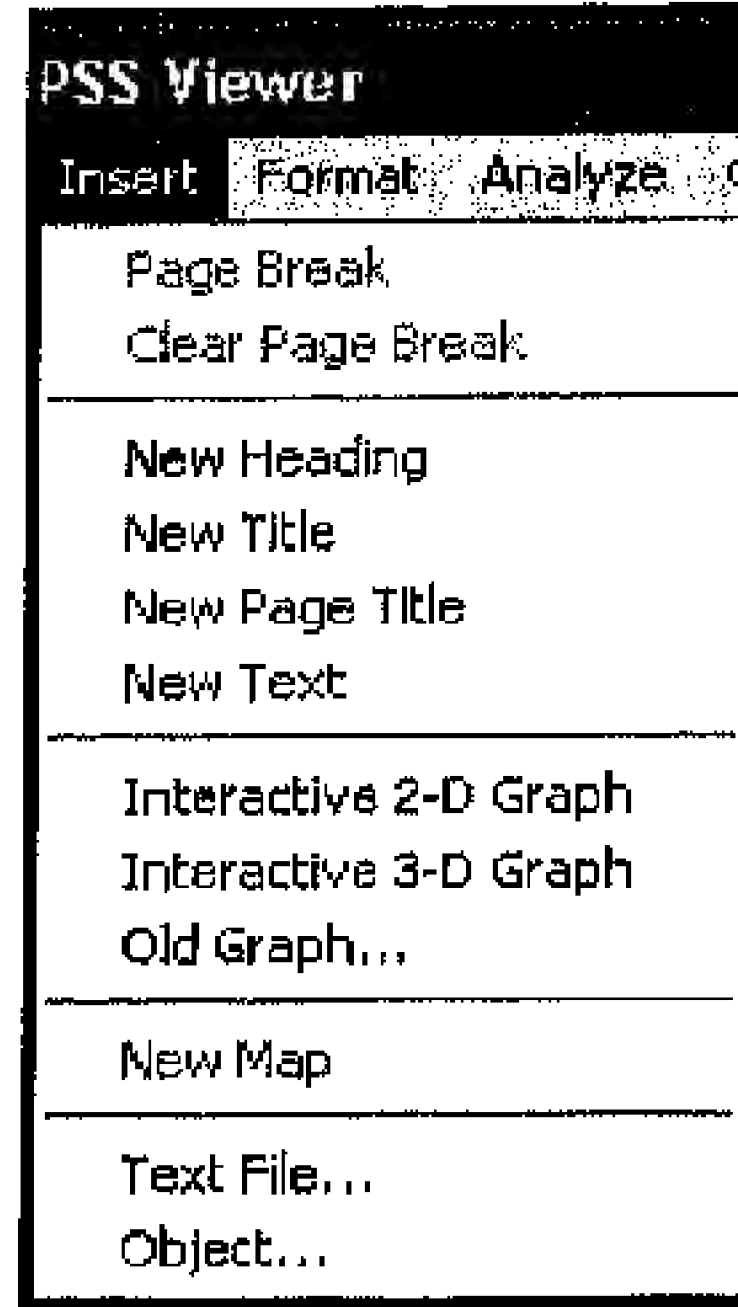 PSS Viewer
Insert Format Analyze
Page Break
Clear Page Break
New Heading
New Title
New Page Title
New Text
Interactive 2-D Graph
Interactive 3-D Graph
Old Graph...
New Map
Text File...
Object...